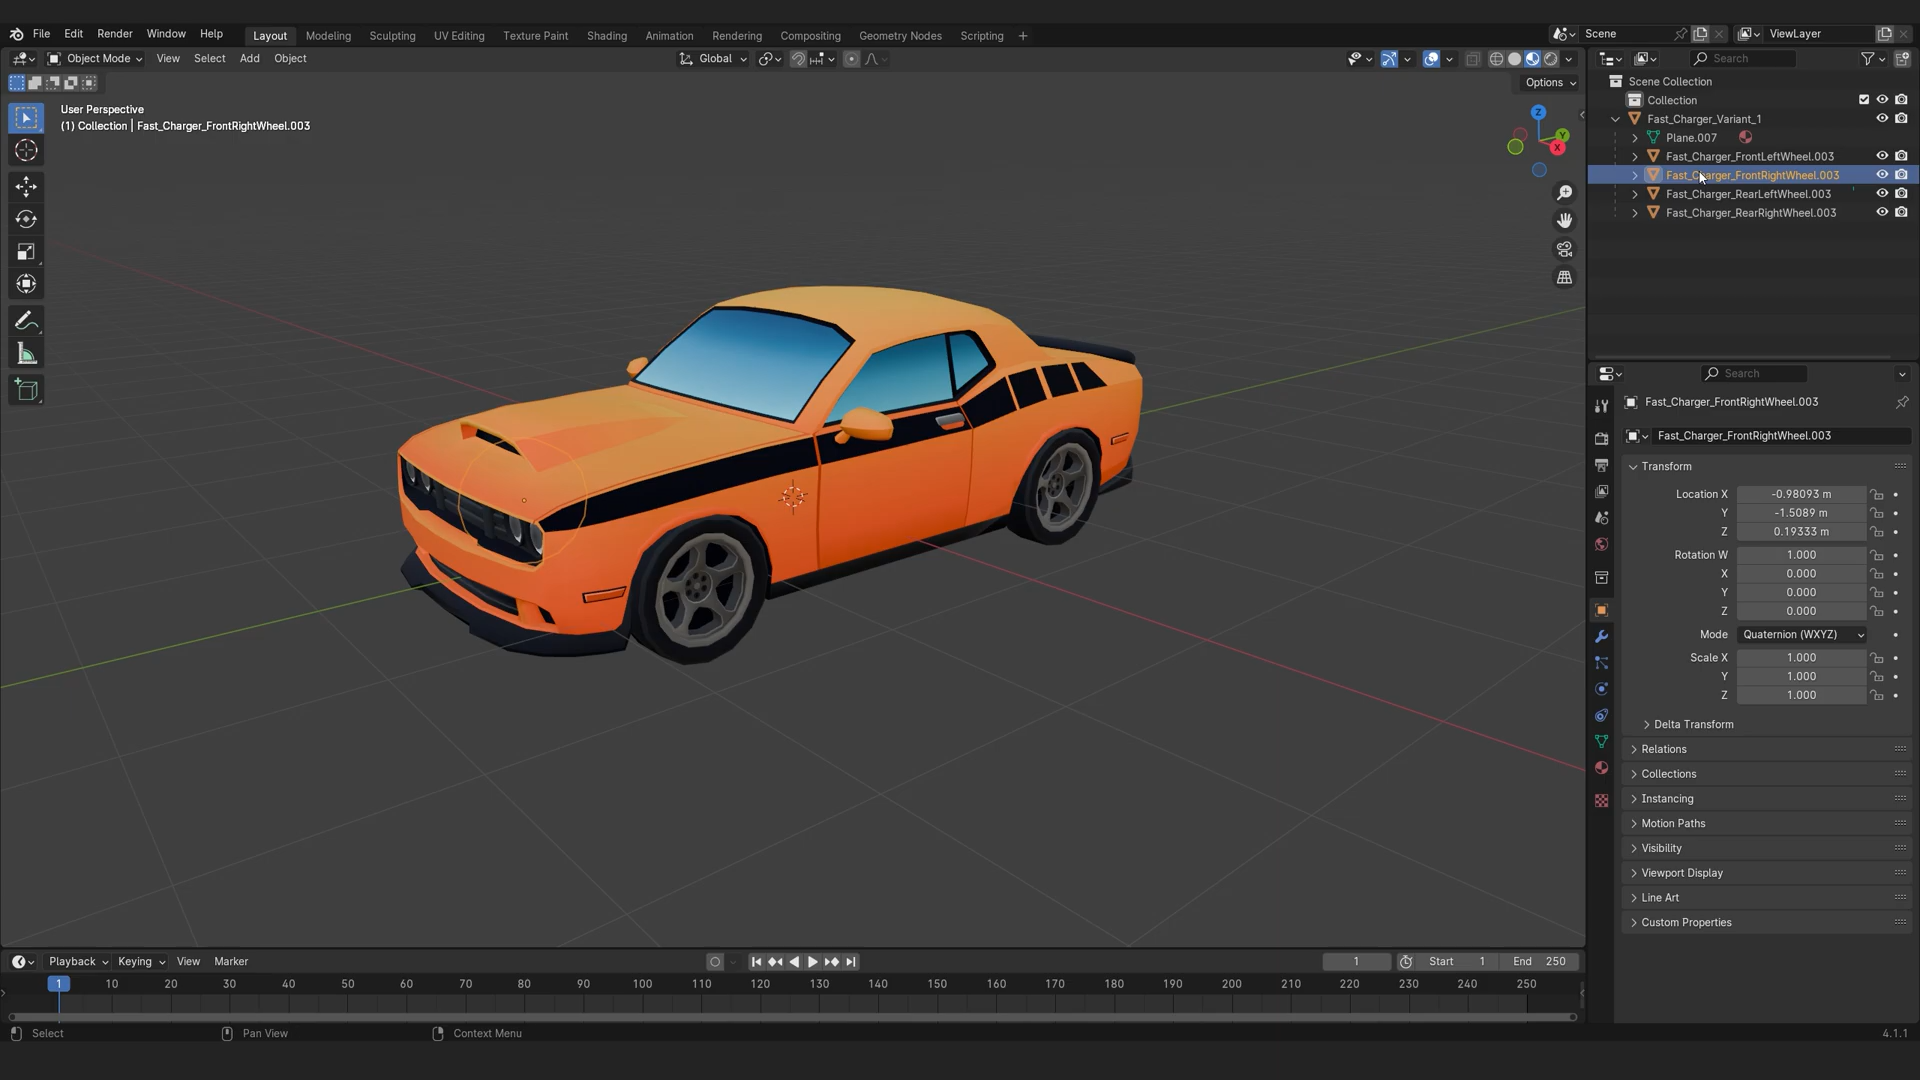 File Edit Render Window Help Layout Modeling Sculpting UV Editing Texture Paint Shading Animation Rendering Compositing Geometry Nodes Scripting + Scene ViewLayer
Object Mode View Select Add Object Global Search
Options
User Perspective
(1) Collection | Fast_Charger_FrontRightWheel.003
Z
Y
X
Scene Collection
Collection
Fast_Charger_Variant_1
Plane.007
Fast_Charger_FrontLeftWheel.003
Fast_Charger_FrontRightWheel.003
Fast_Charger_RearLeftWheel.003
Fast_Charger_RearRightWheel.003
Search
Fast_Charger_FrontRightWheel.003
Fast_Charger_FrontRightWheel.003
Transform
Location X -0.98093 m
Y -1.5089 m
Z 0.19333 m
Rotation W 1.000
X 0.000
Y 0.000
Z 0.000
Mode Quaternion (WXYZ)
Scale X 1.000
Y 1.000
Z 1.000
Delta Transform
Relations
Collections
Instancing
Motion Paths
Visibility
Viewport Display
Line Art
Custom Properties
Playback Keying View Marker 1 Start 1 End 250
1 10 20 30 40 50 60 70 80 90 100 110 120 130 140 150 160 170 180 190 200 210 220 230 240 250
Select Pan View Context Menu 4.1.1